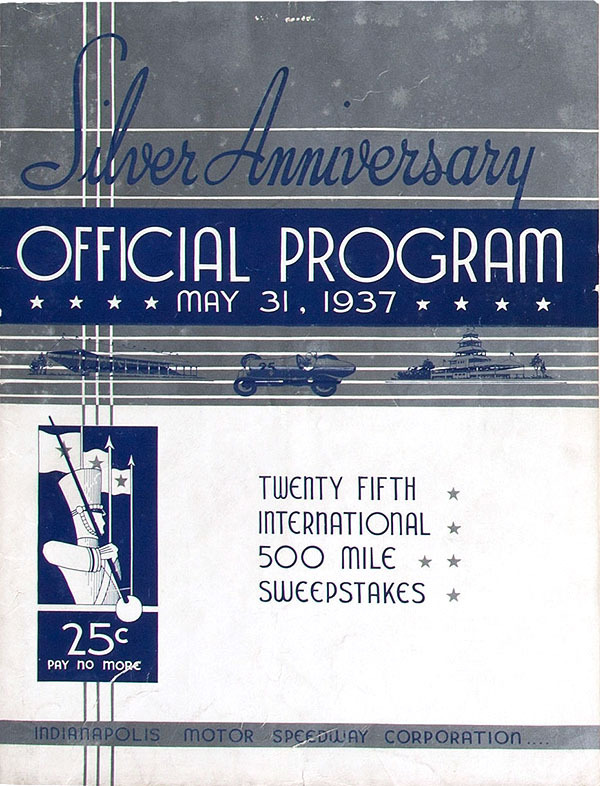 Silver Anniversary
OFFICIAL PROGRAM
MAY 31, 1937
25
TWENTY FIFTH
INTERNATIONAL
500 MILE
SWEEPSTAKES
25c
PAY NO MORE
INDIANAPOLIS MOTOR SPEEDWAY CORPORATION....